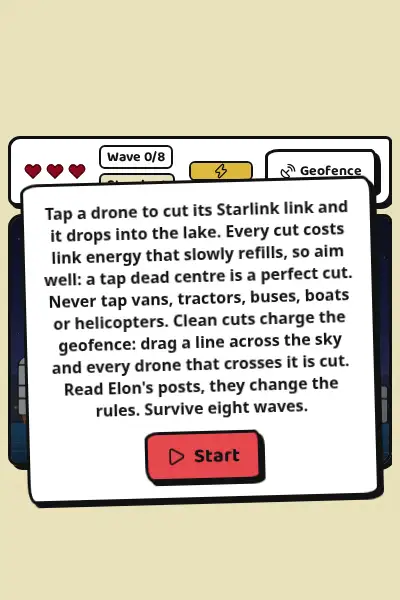 Wave 0/8
Geofence
Tap a drone to cut its Starlink link and
it drops into the lake. Every cut costs
link energy that slowly refills, so aim
well: a tap dead centre is a perfect cut.
Never tap vans, tractors, buses, boats
or helicopters. Clean cuts charge the
geofence: drag a line across the sky
and every drone that crosses it is cut.
Read Elon's posts, they change the
rules. Survive eight waves.
Start